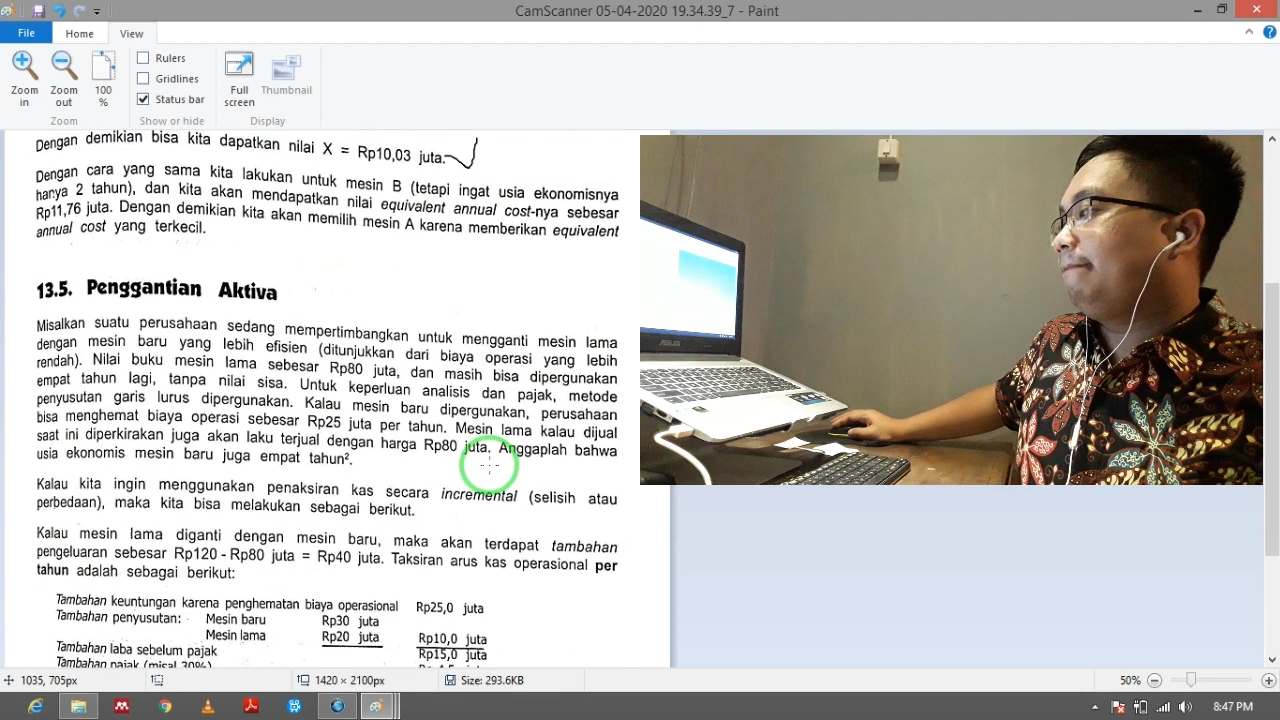 CamScanner 05-04-2020 19.34.39_7 - Paint
File Home View
Zoom in
Zoom out
100 %
Rulers
Gridlines
Status bar
Full screen
Thumbnail
Zoom Show or hide Display
Dengan demikian bisa kita dapatkan nilai X = Rp10,03 juta.
Dengan cara yang sama kita lakukan untuk mesin B (tetapi ingat usia ekonomisnya
hanya 2 tahun), dan kita akan mendapatkan nilai equivalent annual cost-nya sebesar
Rp11,76 juta. Dengan demikian kita akan memilih mesin A karena memberikan equivalent
annual cost yang terkecil.
13.5. Penggantian Aktiva
Misalkan suatu perusahaan sedang mempertimbangkan untuk mengganti mesin lama
dengan mesin baru yang lebih efisien (ditunjukkan dari biaya operasi yang lebih
rendah). Nilai buku mesin lama sebesar Rp80 juta, dan masih bisa dipergunakan
empat tahun lagi, tanpa nilai sisa. Untuk keperluan analisis dan pajak, metode
penyusutan garis lurus dipergunakan. Kalau mesin baru dipergunakan, perusahaan
bisa menghemat biaya operasi sebesar Rp25 juta per tahun. Mesin lama kalau dijual
saat ini diperkirakan juga akan laku terjual dengan harga Rp80 juta. Anggaplah bahwa
usia ekonomis mesin baru juga empat tahun².
Kalau kita ingin menggunakan penaksiran kas secara incremental (selisih atau
perbedaan), maka kita bisa melakukan sebagai berikut.
Kalau mesin lama diganti dengan mesin baru, maka akan terdapat tambahan
pengeluaran sebesar Rp120 - Rp80 juta = Rp40 juta. Taksiran arus kas operasional per
tahun adalah sebagai berikut:
Tambahan keuntungan karena penghematan biaya operasional Rp25,0 juta
Tambahan penyusutan: Mesin baru Rp30 juta
Mesin lama Rp20 juta Rp10,0 juta
Tambahan laba sebelum pajak Rp15,0 juta
Tambahan pajak (misal 30%)
ASUS
1035, 705px
1420 × 2100px
Size: 293.6KB
50%
8:47 PM